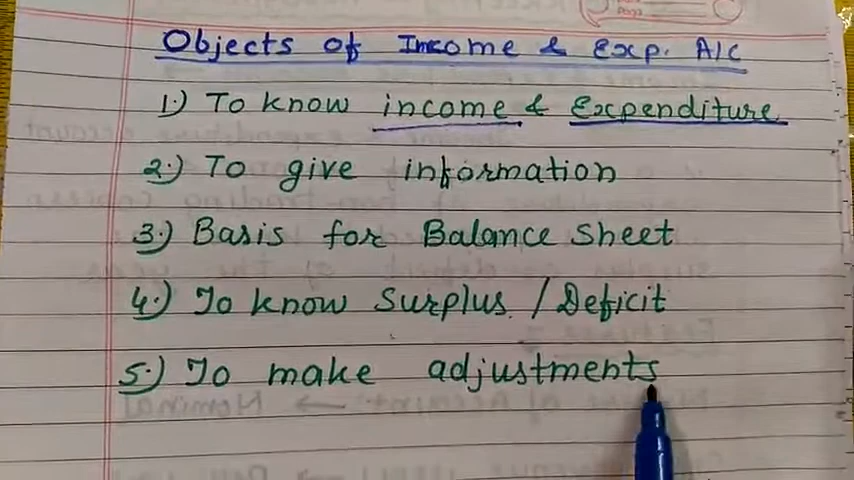 Objects of Income & Exp. A/C
1.) To know income & Expenditure
2.) To give information
3.) Basis for Balance Sheet
4.) To know Surplus / Deficit
5.) To make adjustments